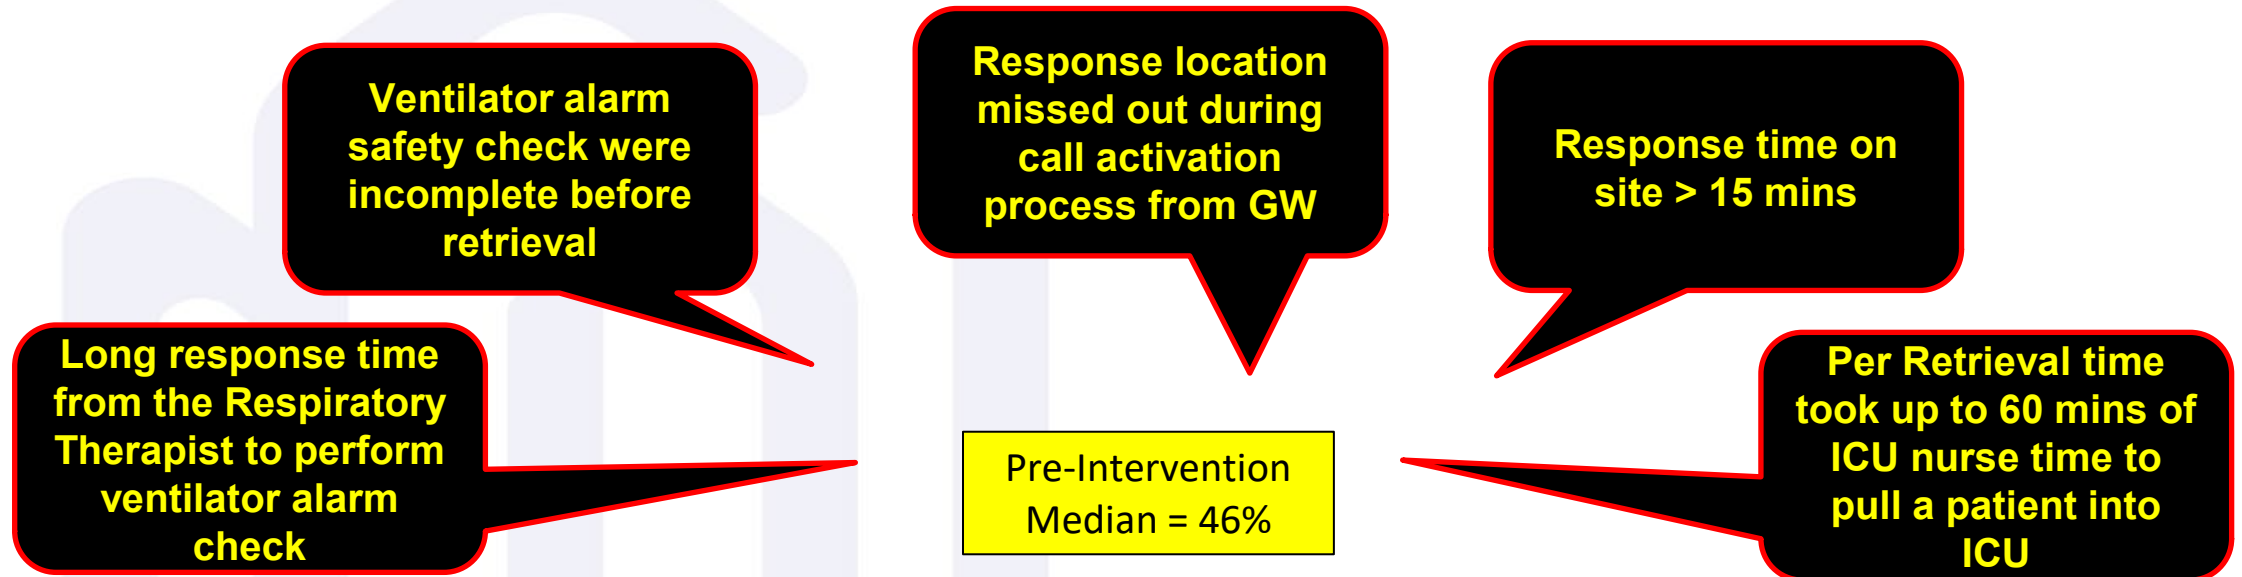 Ventilator alarm
safety check were
incomplete before
retrieval
Response location
missed out during
call activation
process from GW
Response time on
site > 15 mins
Long response time
from the Respiratory
Therapist to perform
ventilator alarm
check
Pre-Intervention
Median = 46%
Per Retrieval time
took up to 60 mins of
ICU nurse time to
pull a patient into
ICU